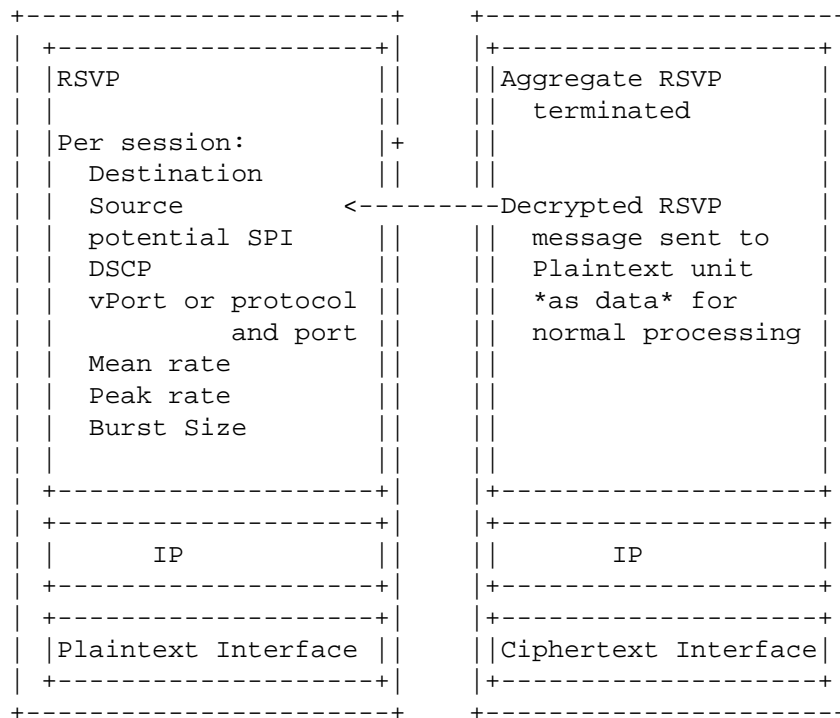 +-----------------------+    +-----------------------
| +--------------------+|    |+--------------------+
| |RSVP                ||    ||Aggregate RSVP      |
| |                    ||    ||  terminated        |
| |Per session:        |+    ||                    |
| |  Destination       ||    ||                    |
| |  Source          <---------Decrypted RSVP      |
| |  potential SPI     ||    ||  message sent to   |
| |  DSCP              ||    ||  Plaintext unit    |
| |  vPort or protocol ||    ||  *as data* for     |
| |           and port ||    ||  normal processing |
| |  Mean rate         ||    ||                    |
| |  Peak rate         ||    ||                    |
| |  Burst Size        ||    ||                    |
| |                    ||    ||                    |
| +--------------------+|    |+--------------------+
| +--------------------+|    |+--------------------+
| |      IP            ||    ||       IP           |
| +--------------------+|    |+--------------------+
| +--------------------+|    |+--------------------+
| |Plaintext Interface ||    ||Ciphertext Interface|
| +--------------------+|    |+--------------------+
+-----------------------+    +-----------------------